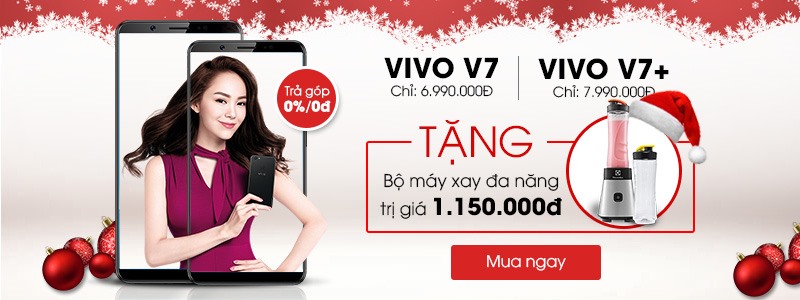 VIVO V7
Chỉ: 6.990.000Đ
VIVO V7+
Chỉ: 7.990.000Đ
Trả góp
0%/0đ
TẶNG
Bộ máy xay đa năng
trị giá 1.150.000đ
Mua ngay